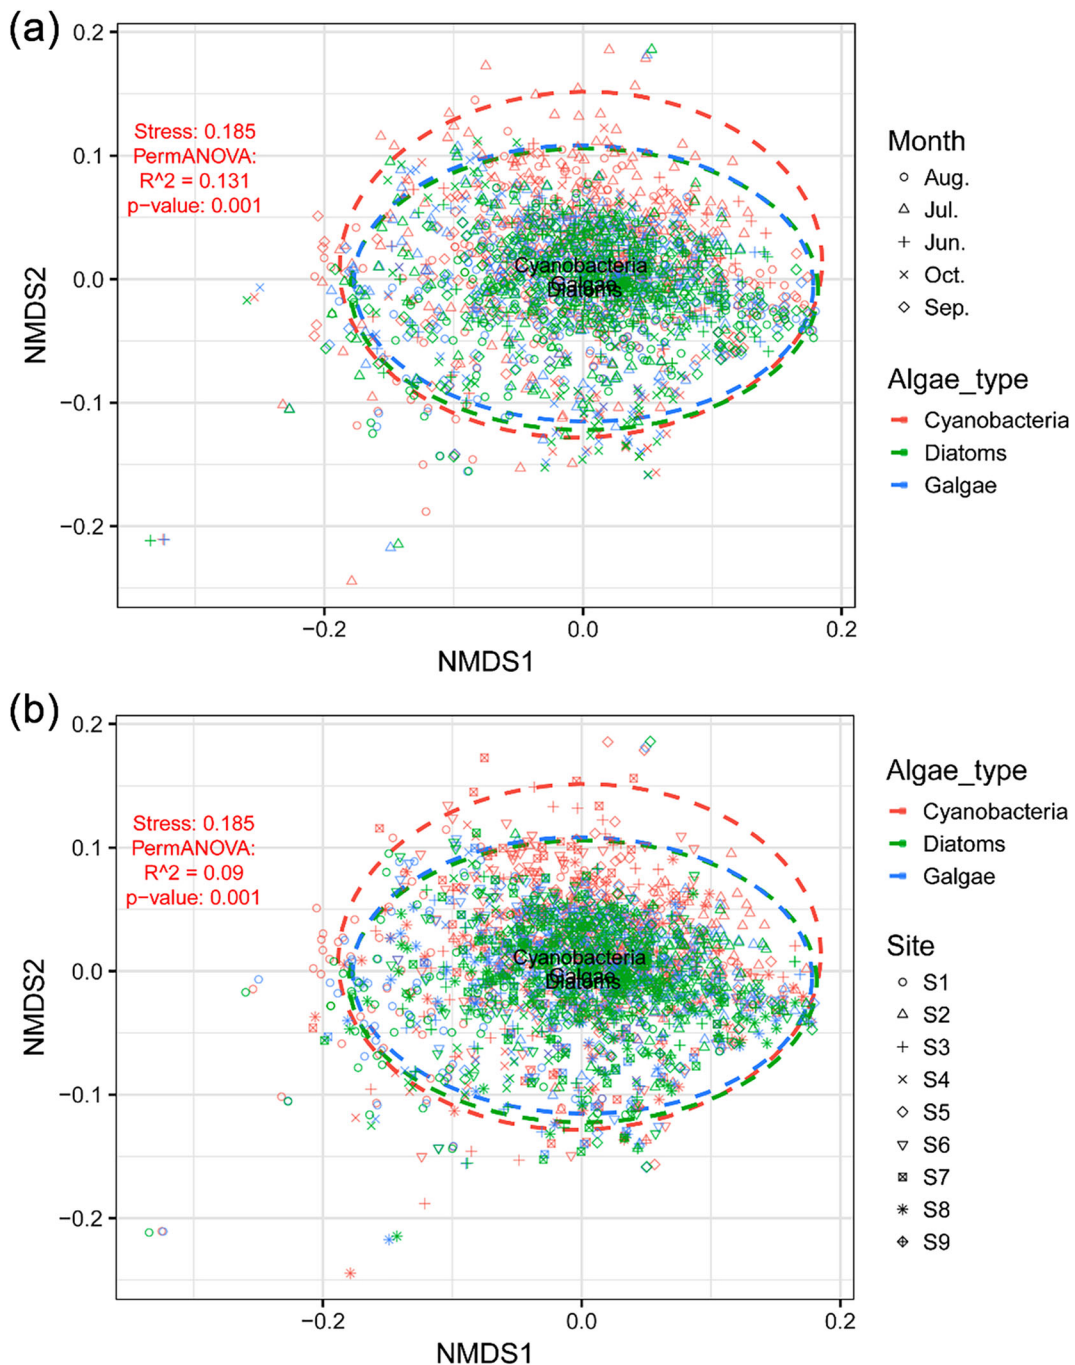 (a)
0.2
0.1
0.0
−0.1
−0.2
NMDS2
Stress: 0.185
PermANOVA:
R^2 = 0.131
p−value: 0.001
Cyanobacteria
Galgae
Diatoms
−0.2
0.0
0.2
NMDS1
Month
Aug.
Jul.
Jun.
Oct.
Sep.
Algae_type
Cyanobacteria
Diatoms
Galgae
(b)
0.2
0.1
0.0
−0.1
−0.2
NMDS2
Stress: 0.185
PermANOVA:
R^2 = 0.09
p−value: 0.001
Cyanobacteria
Galgae
Diatoms
−0.2
0.0
0.2
NMDS1
Algae_type
Cyanobacteria
Diatoms
Galgae
Site
S1
S2
S3
S4
S5
S6
S7
S8
S9